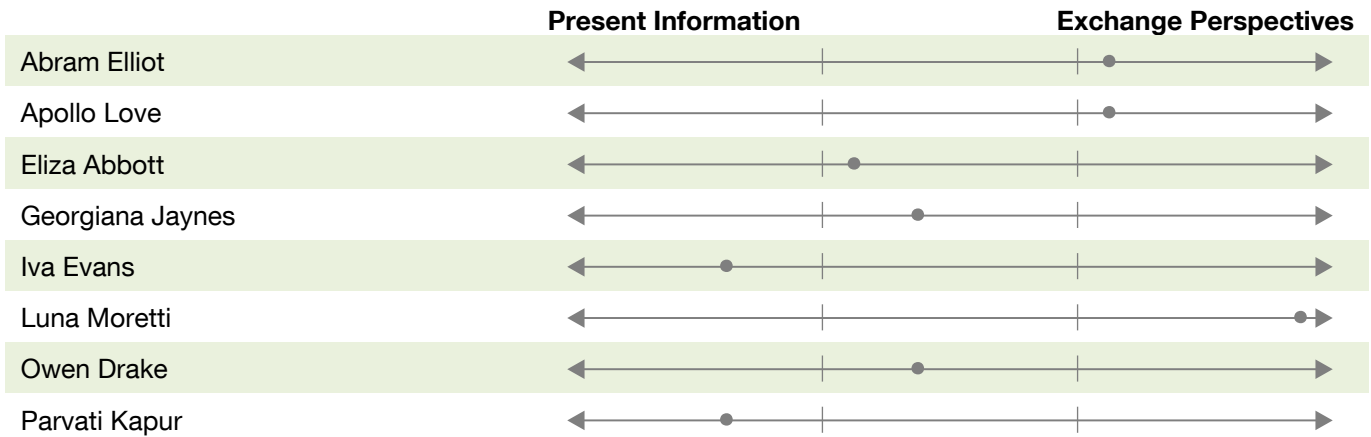 Present Information Exchange Perspectives
Abram Elliot
Apollo Love
Eliza Abbott
Georgiana Jaynes
Iva Evans
Luna Moretti
Owen Drake
Parvati Kapur